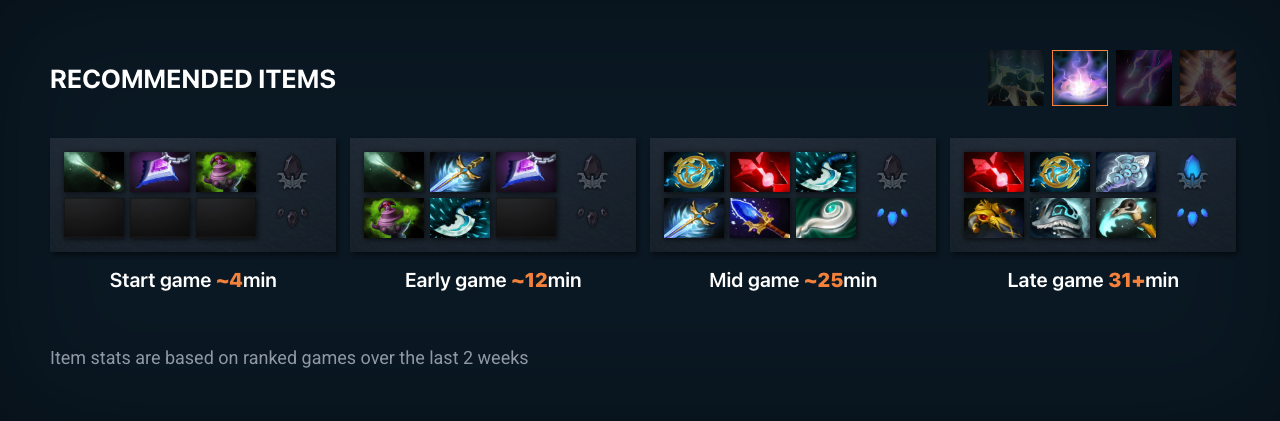 RECOMMENDED ITEMS
Start game ~4min
Early game ~12min
Mid game ~25min
Late game 31+min
Item stats are based on ranked games over the last 2 weeks